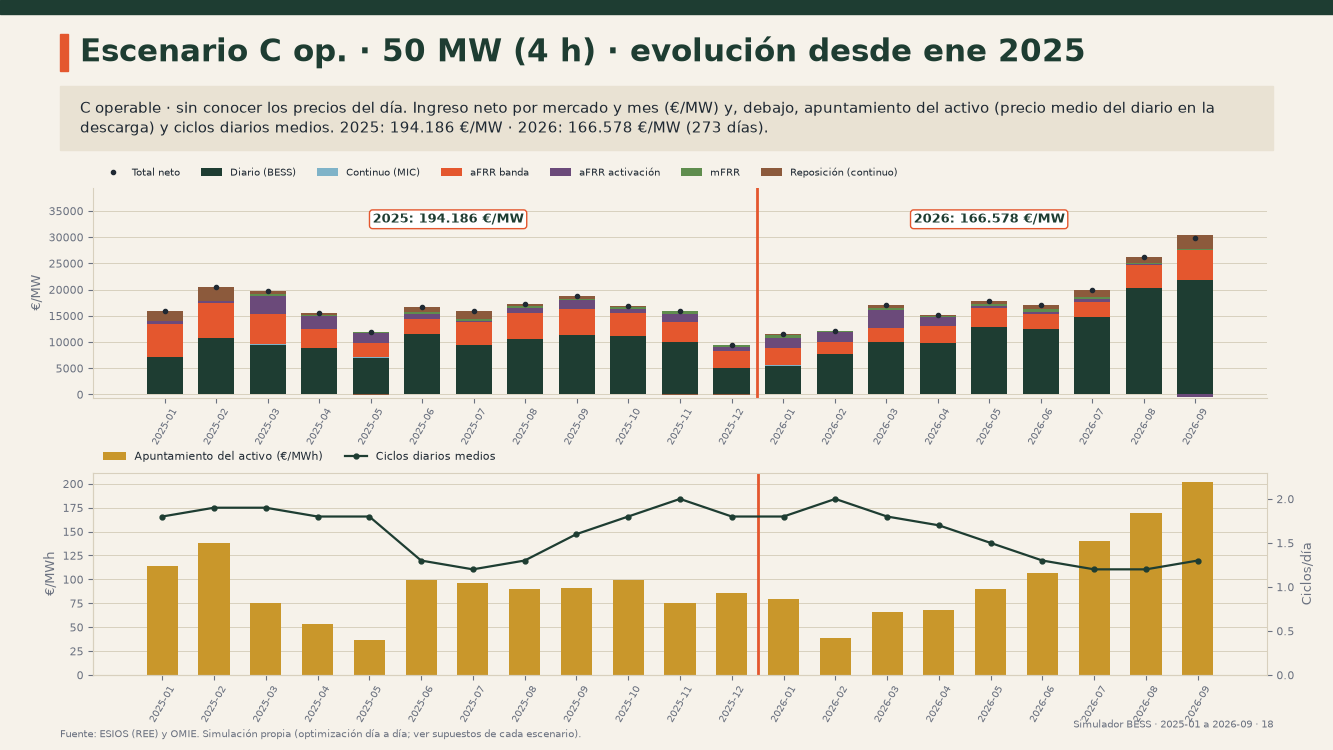 Escenario C op. · 50 MW (4 h) · evolución desde ene 2025
C operable · sin conocer los precios del día. Ingreso neto por mercado y mes (€/MW) y, debajo, apuntamiento del activo (precio medio del diario en la
descarga) y ciclos diarios medios. 2025: 194.186 €/MW · 2026: 166.578 €/MW (273 días).
Total neto Diario (BESS) Continuo (MIC) aFRR banda aFRR activación mFRR Reposición (continuo)
€/MW
35000
30000
25000
20000
15000
10000
5000
0
2025: 194.186 €/MW
2026: 166.578 €/MW
2025-01 2025-02 2025-03 2025-04 2025-05 2025-06 2025-07 2025-08 2025-09 2025-10 2025-11 2025-12 2026-01 2026-02 2026-03 2026-04 2026-05 2026-06 2026-07 2026-08 2026-09
Apuntamiento del activo (€/MWh) Ciclos diarios medios
€/MWh
200
175
150
125
100
75
50
25
0
2.0
1.5
1.0
0.5
0.0
Ciclos/día
2025-01 2025-02 2025-03 2025-04 2025-05 2025-06 2025-07 2025-08 2025-09 2025-10 2025-11 2025-12 2026-01 2026-02 2026-03 2026-04 2026-05 2026-06 2026-07 2026-08 2026-09
Simulador BESS · 2025-01 a 2026-09 · 18
Fuente: ESIOS (REE) y OMIE. Simulación propia (optimización día a día; ver supuestos de cada escenario).